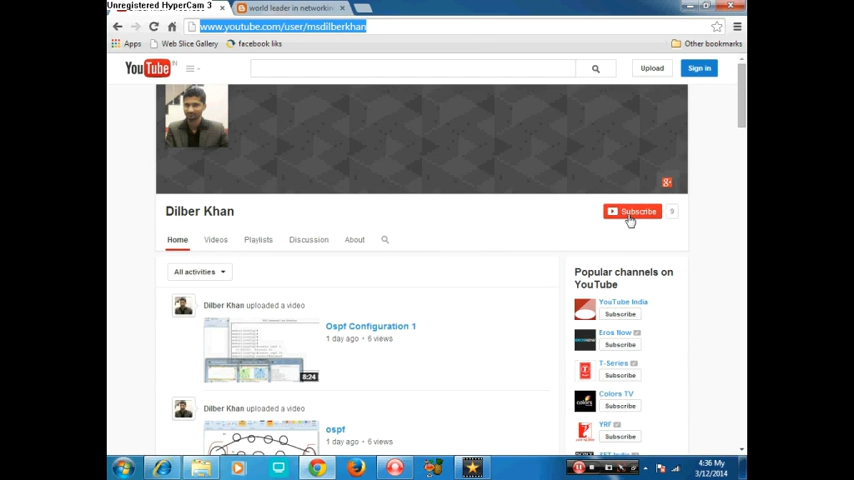 Unregistered HyperCam 3
world leader in networkin
www.youtube.com/user/msdilberkhan
Apps Web Slice Gallery facebook liks Other bookmarks
YouTube IN Upload Sign in
Dilber Khan Subscribe 9
Home Videos Playlists Discussion About
All activities
Popular channels on
YouTube
Dilber Khan uploaded a video
Ospf Configuration 1
1 day ago • 6 views
8:24
YouTube India
Subscribe
Eros Now
Subscribe
T-Series
Subscribe
Colors TV
Subscribe
YRF
Subscribe
Dilber Khan uploaded a video
ospf
1 day ago • 6 views
4:36 My
3/12/2014